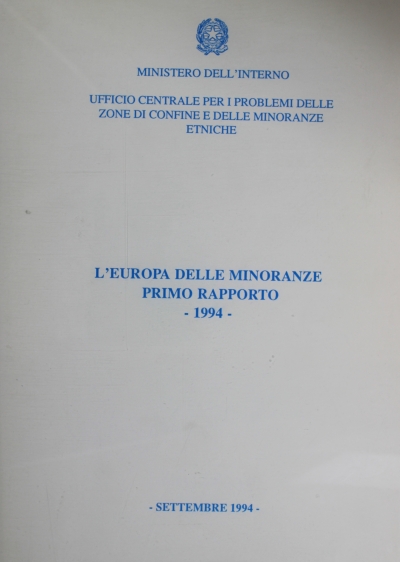 MINISTERO DELL'INTERNO
UFFICIO CENTRALE PER I PROBLEMI DELLE
ZONE DI CONFINE E DELLE MINORANZE
ETNICHE
L'EUROPA DELLE MINORANZE
PRIMO RAPPORTO
- 1994 -
- SETTEMBRE 1994 -